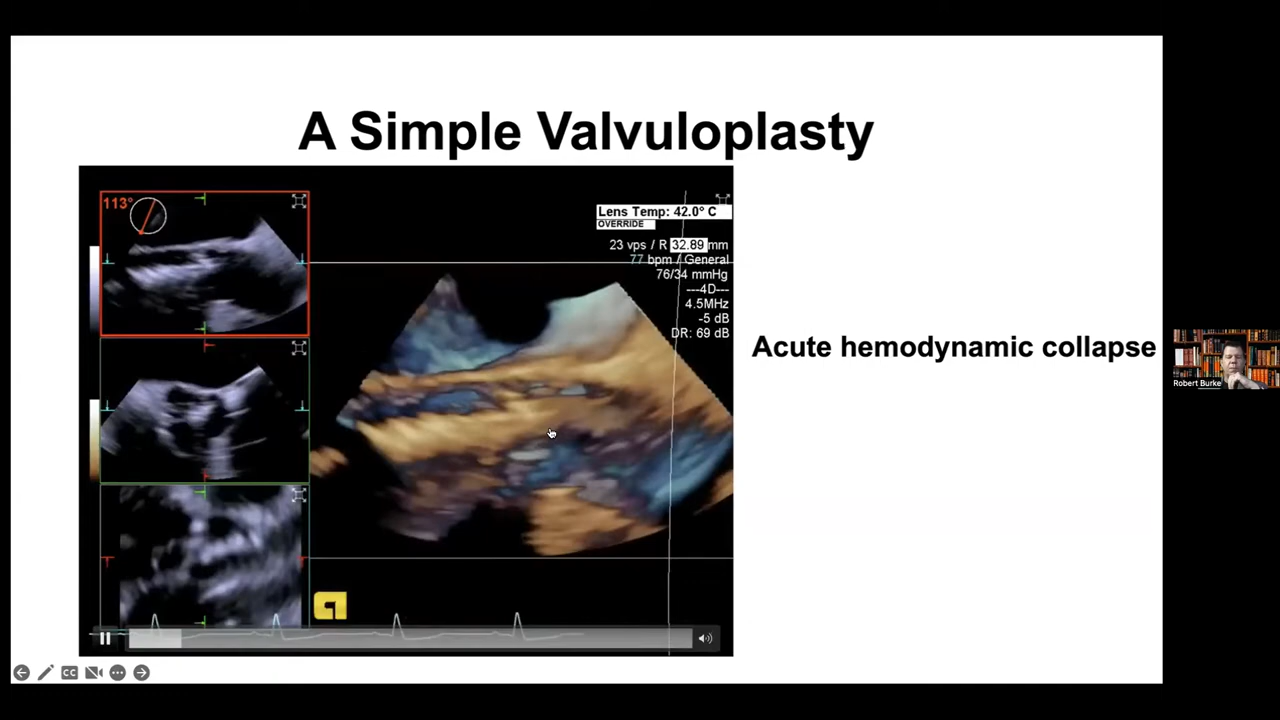 A Simple Valvuloplasty
113°
Lens Temp: 42.0° C
OVERRIDE
23 vps / R 32.89 mm
77 bpm / General
76/34 mmHg
---4D---
4.5MHz
-5 dB
DR: 69 dB
Acute hemodynamic collapse
Robert Burke
CC